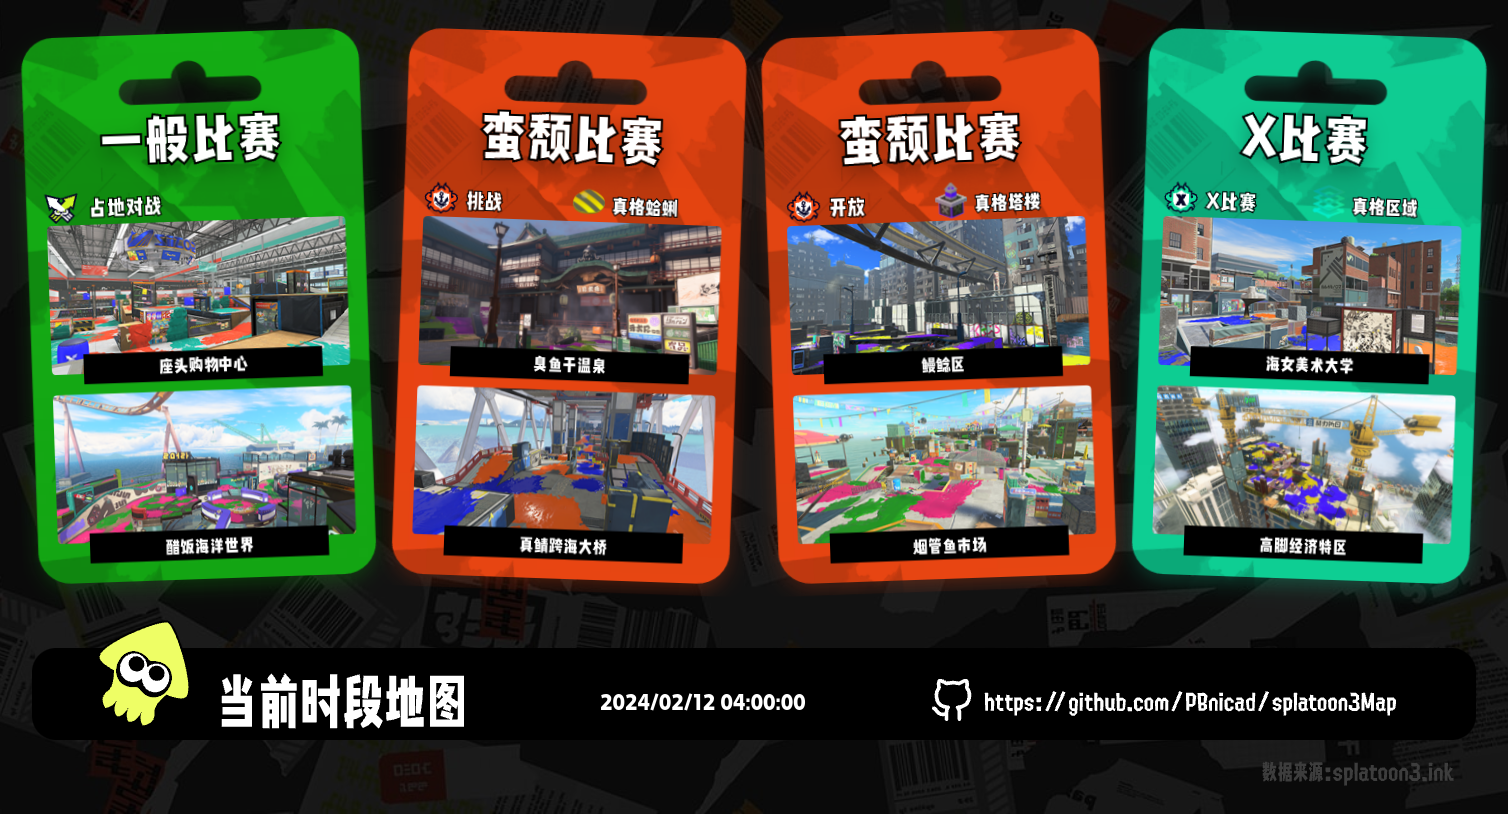 一般比赛
占地对战
座头购物中心
醋饭海洋世界
蛮颓比赛
挑战
真格蛤蜊
臭鱼干温泉
真鲭跨海大桥
蛮颓比赛
开放
真格塔楼
鳗鲶区
烟管鱼市场
X比赛
X比赛
真格区域
海女美术大学
高脚经济特区
当前时段地图
2024/02/12 04:00:00
https://github.com/PBnicad/splatoon3Map
数据来源:splatoon3.ink